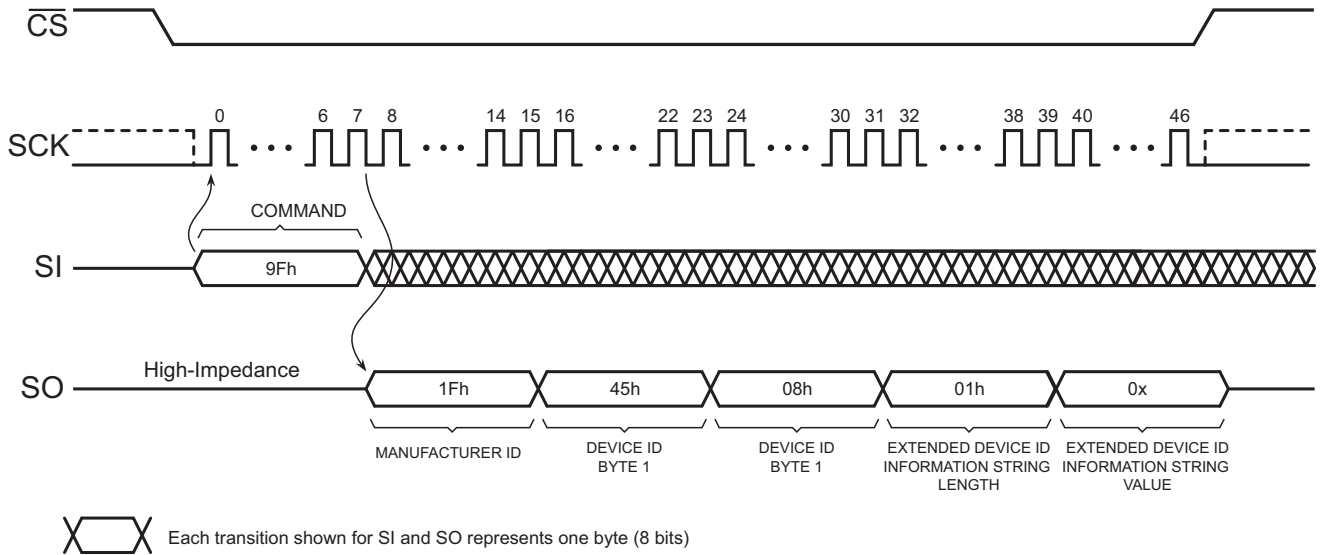 CS
SCK
0 6 7 8 14 15 16 22 23 24 30 31 32 38 39 40 46
COMMAND
SI
9Fh
High-Impedance
SO
1Fh 45h 08h 01h 0x
MANUFACTURER ID
DEVICE ID
BYTE 1
DEVICE ID
BYTE 1
EXTENDED DEVICE ID
INFORMATION STRING
LENGTH
EXTENDED DEVICE ID
INFORMATION STRING
VALUE
Each transition shown for SI and SO represents one byte (8 bits)